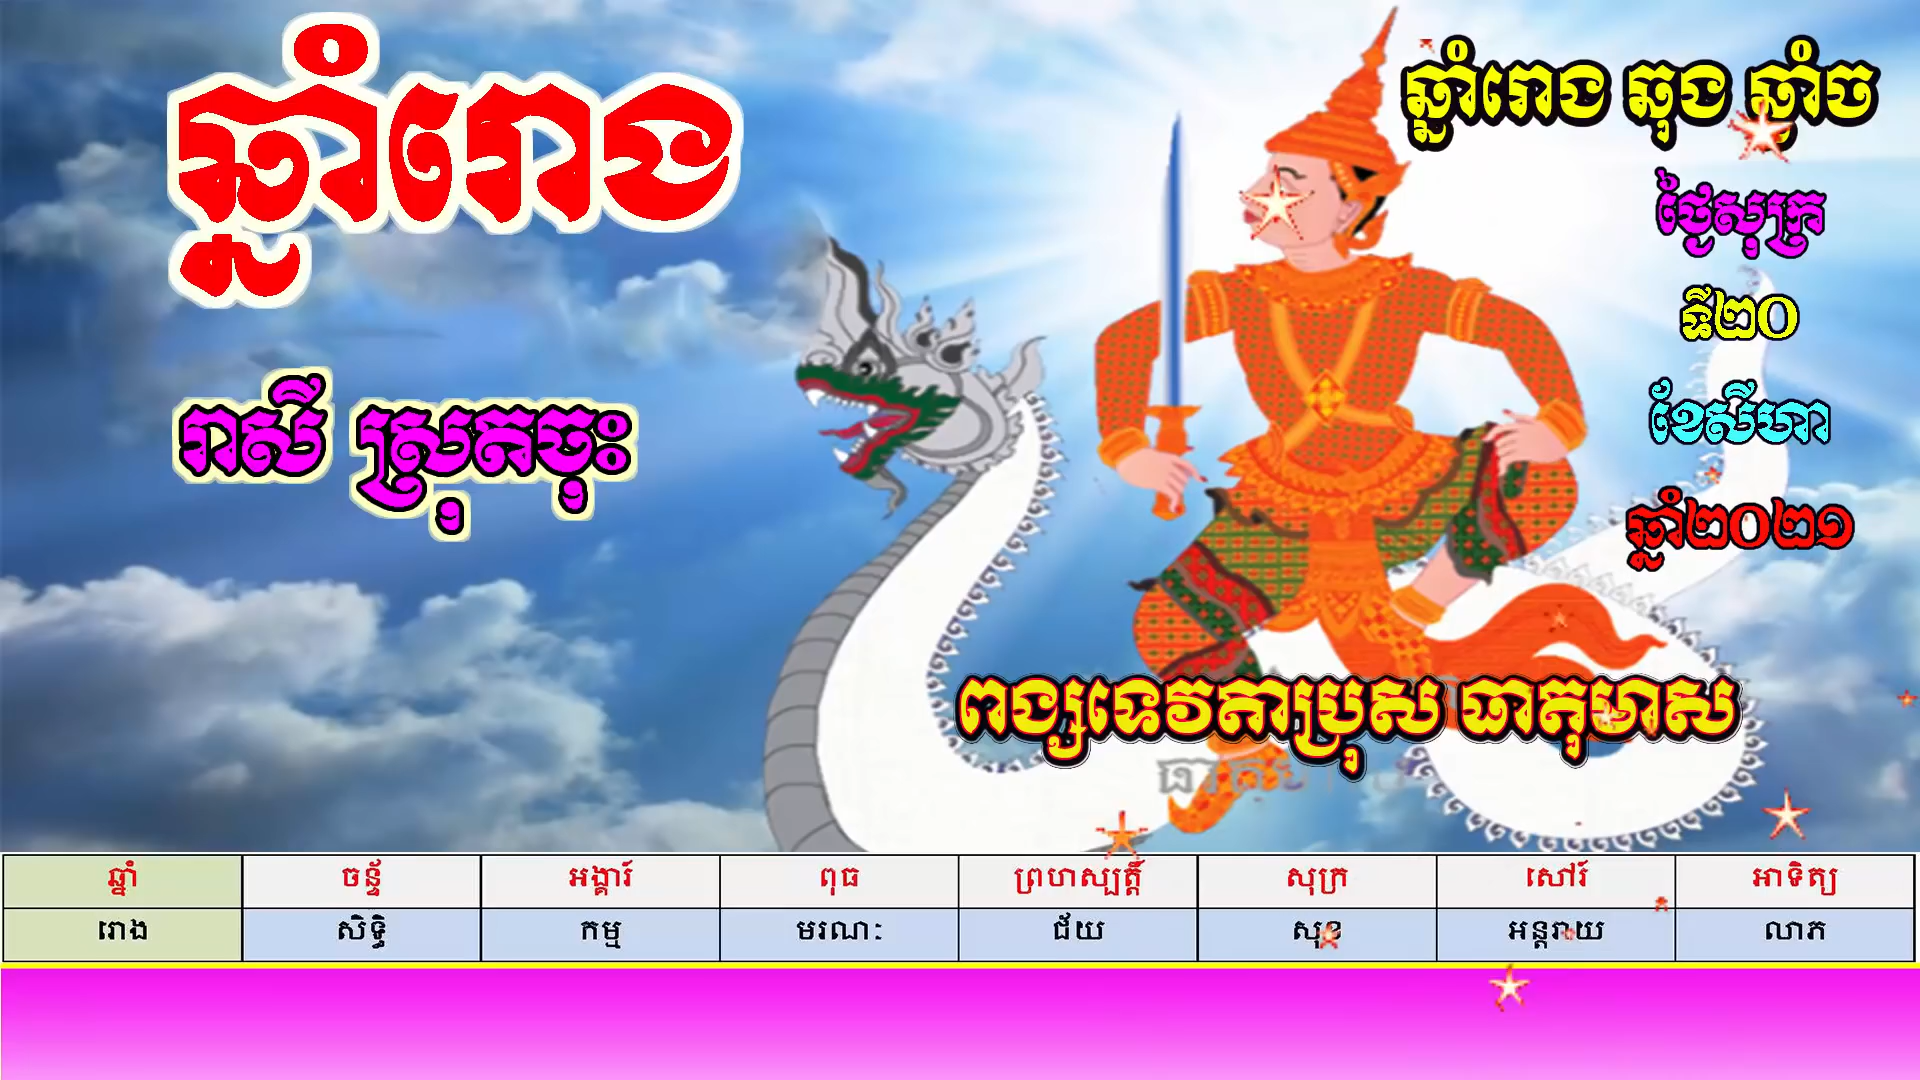 ឆ្នាំរោង
រាសី ស្រុតចុះ
ឆ្នាំរោង ឆុង ឆ្នាំច
ថ្ងៃសុក្រ
ទី២០
ខែសីហា
ឆ្នាំ២០២១
ពង្សទេវតាប្រុស ធាតុមាស
ឆ្នាំ ចន្ទ័ អង្គារ៍ ពុធ ព្រហស្បត្តិ៍ សុក្រ សៅរ៍ អាទិត្យ
រោង សិទ្ធិ កម្ម មរណៈ ជ័យ សុខ អន្តរាយ លាភ